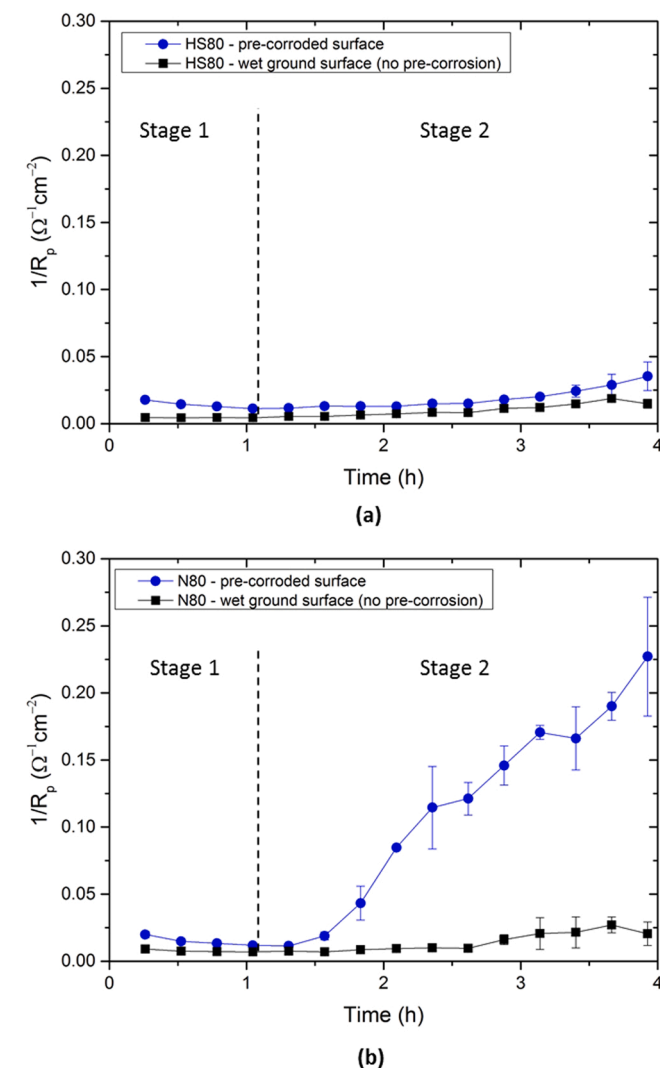 0.30
HS80 - pre-corroded surface
HS80 - wet ground surface (no pre-corrosion)
0.25
Stage 1
Stage 2
0.20
0.15
1/Rₚ (Ω⁻¹cm⁻²)
0.10
0.05
0.00
0 1 2 3 4
Time (h)
(a)
0.30
N80 - pre-corroded surface
N80 - wet ground surface (no pre-corrosion)
0.25
Stage 1
Stage 2
0.20
0.15
1/Rₚ (Ω⁻¹cm⁻²)
0.10
0.05
0.00
0 1 2 3 4
Time (h)
(b)